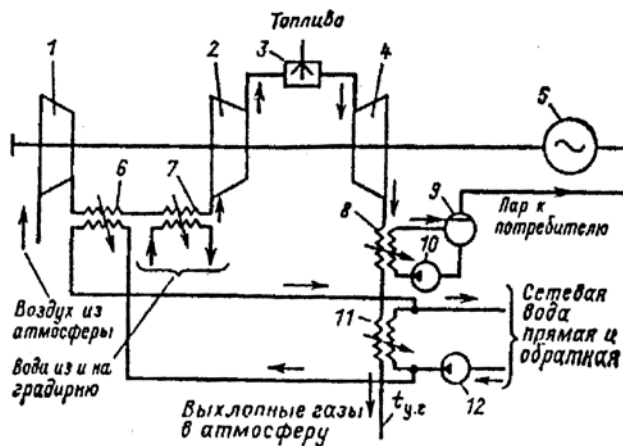 Топливо
1
2
3
4
5
6
7
8
9
10
Пар к
потребителю
Воздух из
атмосферы
Вода из и на
градирню
11
Сетевая
вода
прямая и
обратная
12
Выхлопные газы
в атмосферу
tу.г